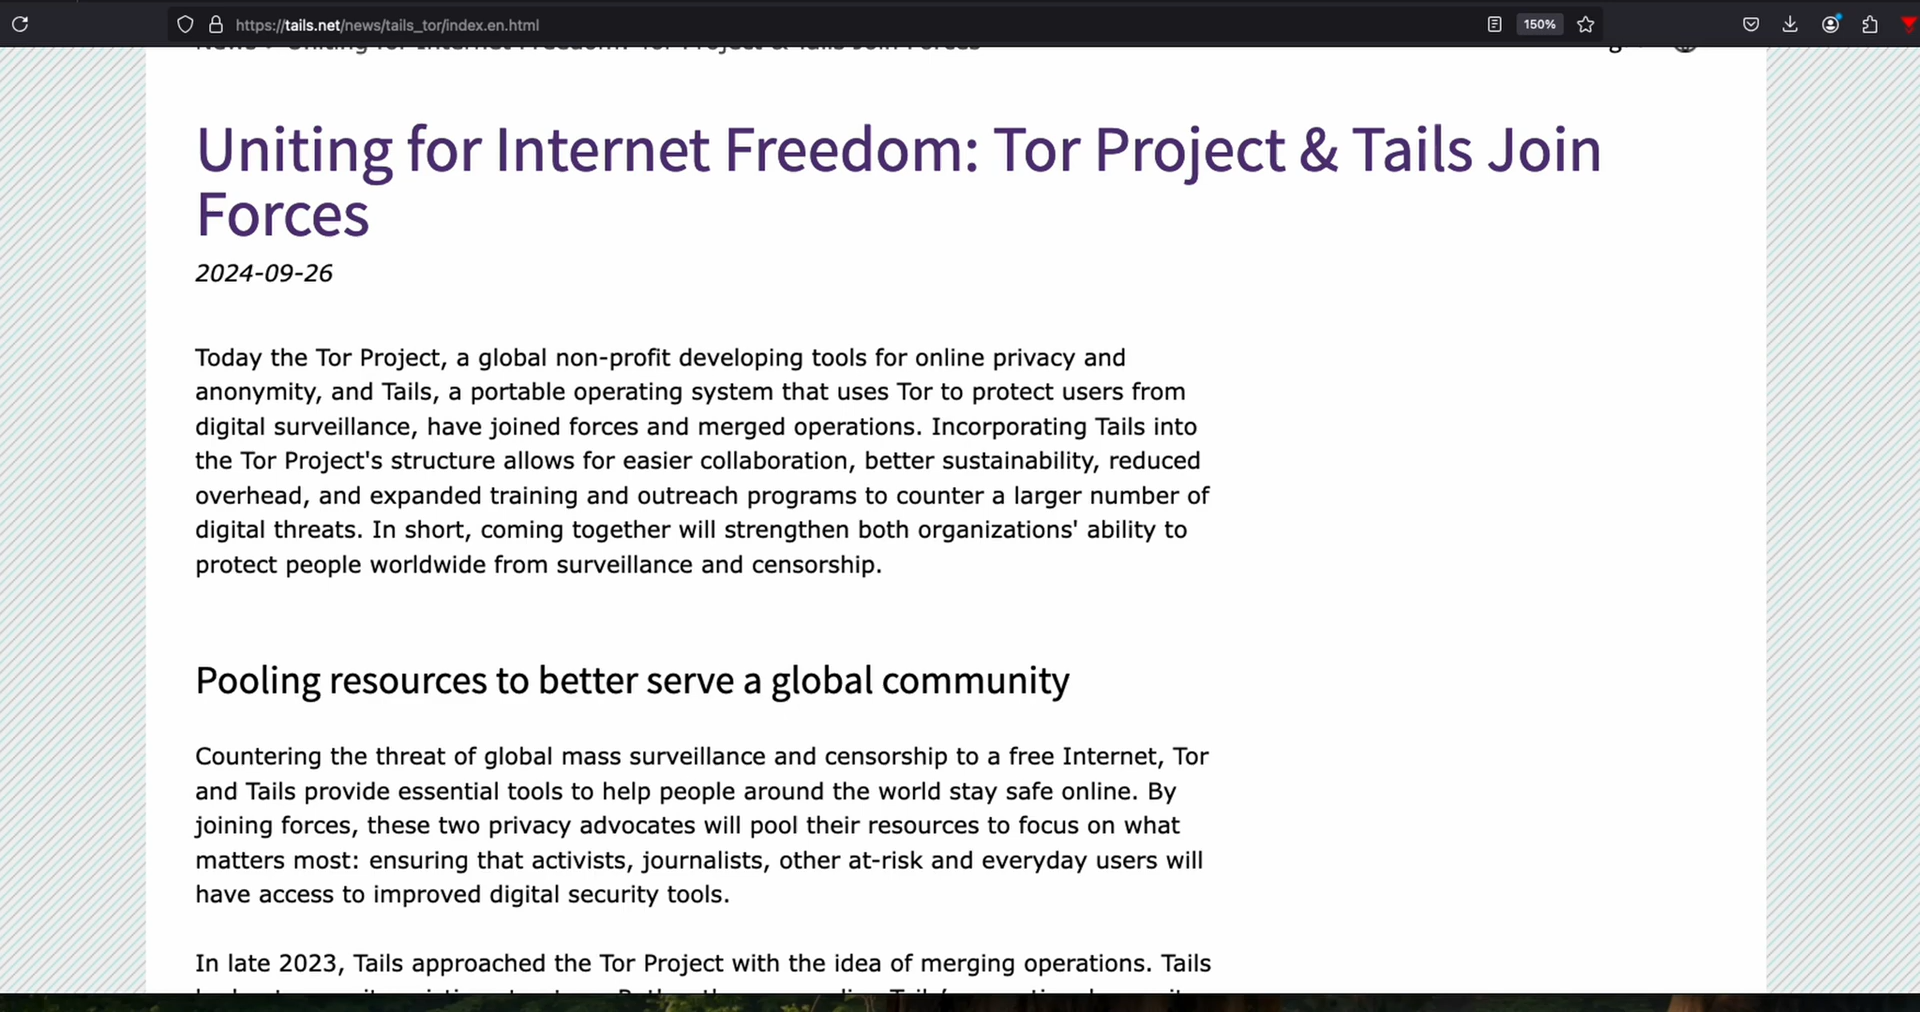 https://tails.net/news/tails_tor/index.en.html
150%
Uniting for Internet Freedom: Tor Project & Tails Join
Forces
2024-09-26
Today the Tor Project, a global non-profit developing tools for online privacy and
anonymity, and Tails, a portable operating system that uses Tor to protect users from
digital surveillance, have joined forces and merged operations. Incorporating Tails into
the Tor Project's structure allows for easier collaboration, better sustainability, reduced
overhead, and expanded training and outreach programs to counter a larger number of
digital threats. In short, coming together will strengthen both organizations' ability to
protect people worldwide from surveillance and censorship.
Pooling resources to better serve a global community
Countering the threat of global mass surveillance and censorship to a free Internet, Tor
and Tails provide essential tools to help people around the world stay safe online. By
joining forces, these two privacy advocates will pool their resources to focus on what
matters most: ensuring that activists, journalists, other at-risk and everyday users will
have access to improved digital security tools.
In late 2023, Tails approached the Tor Project with the idea of merging operations. Tails